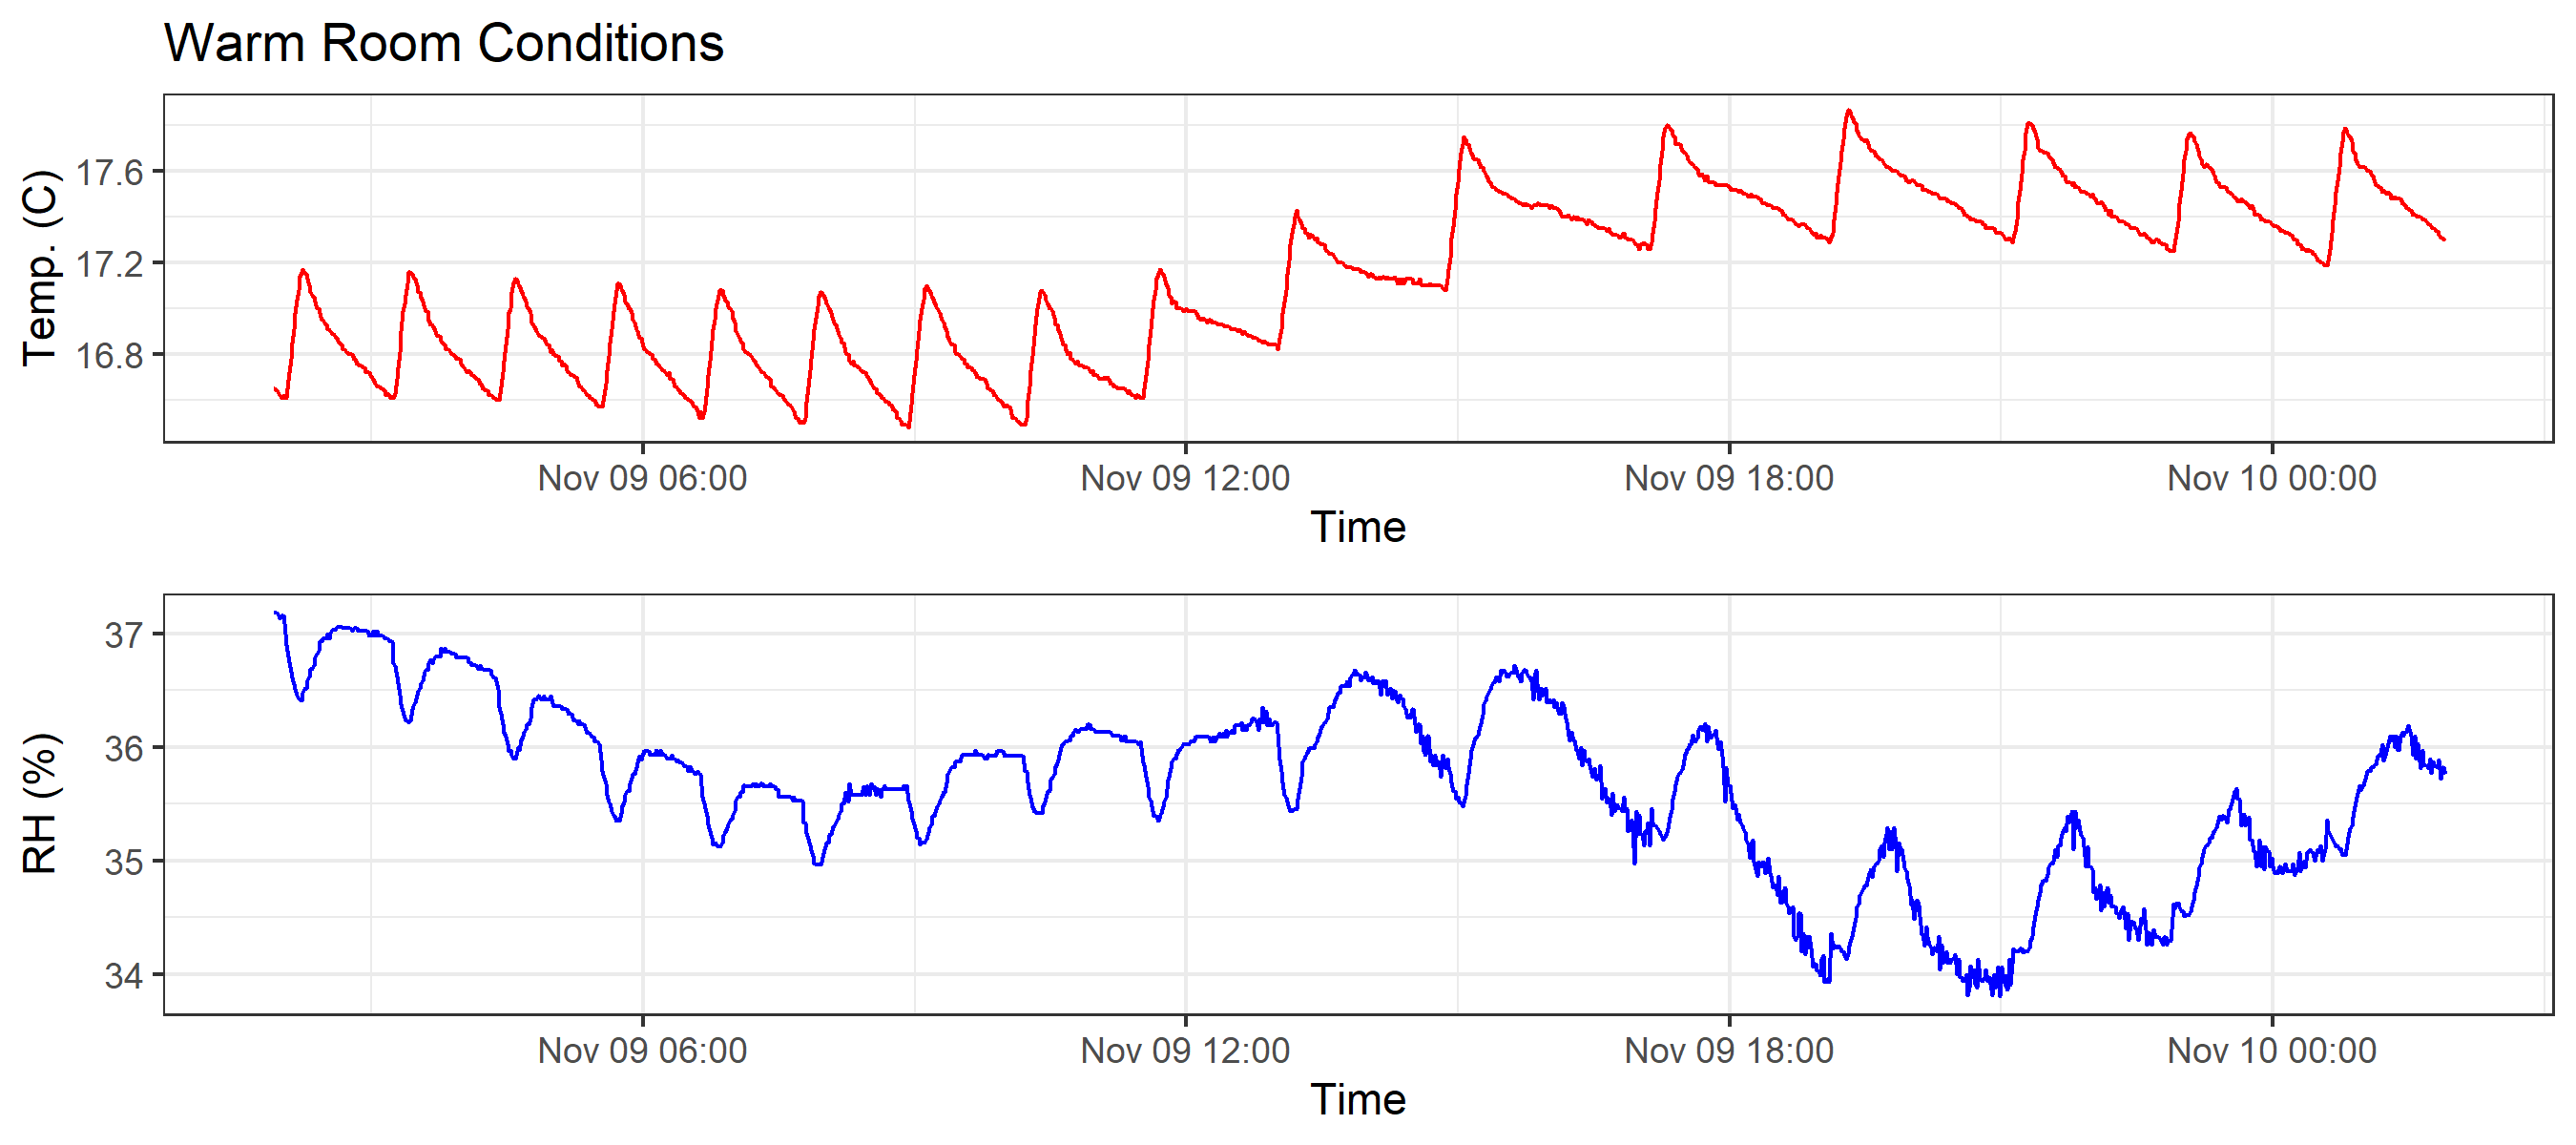 Warm Room Conditions
Temp. (C)
17.6
17.2
16.8
Nov 09 06:00 Nov 09 12:00 Nov 09 18:00 Nov 10 00:00
Time
RH (%)
37
36
35
34
Nov 09 06:00 Nov 09 12:00 Nov 09 18:00 Nov 10 00:00
Time